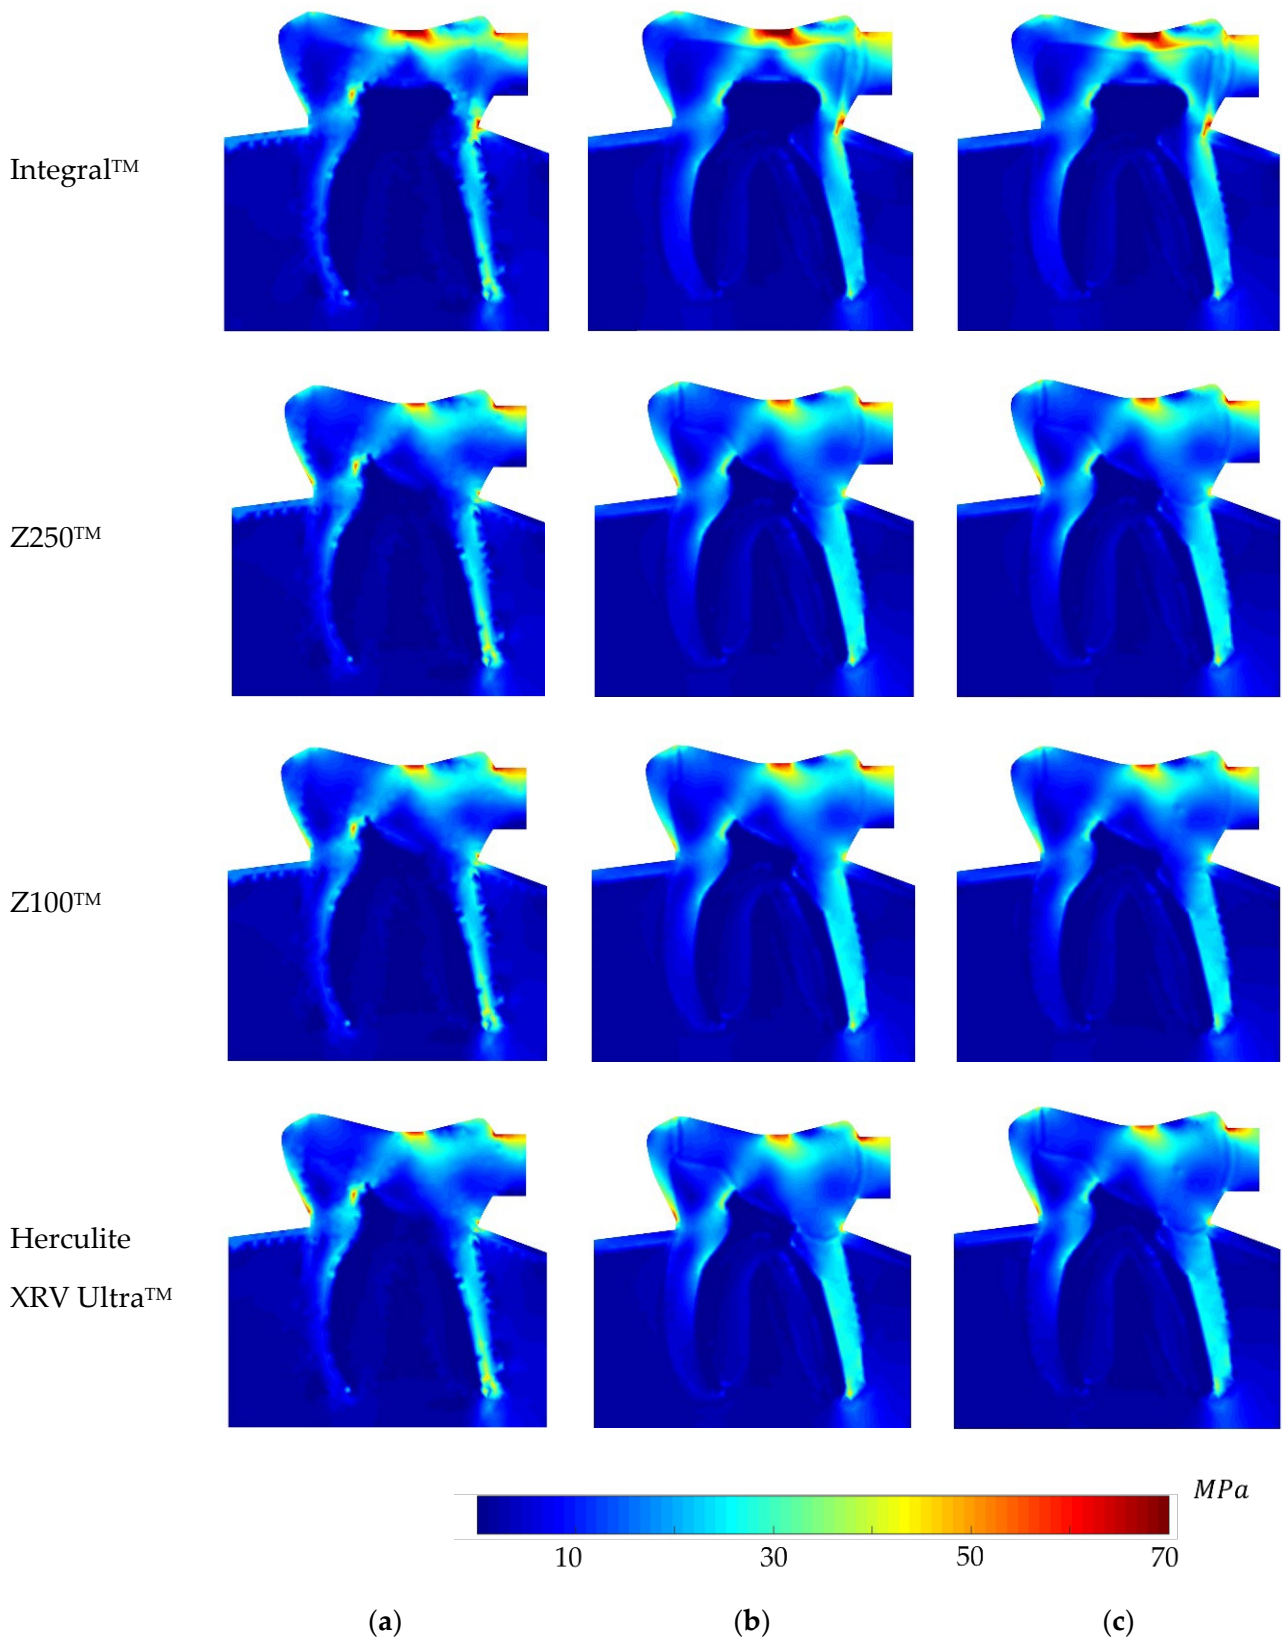 Integral™
Z250™
Z100™
Herculite
XRV Ultra™
MPa
10 30 50 70
(a) (b) (c)